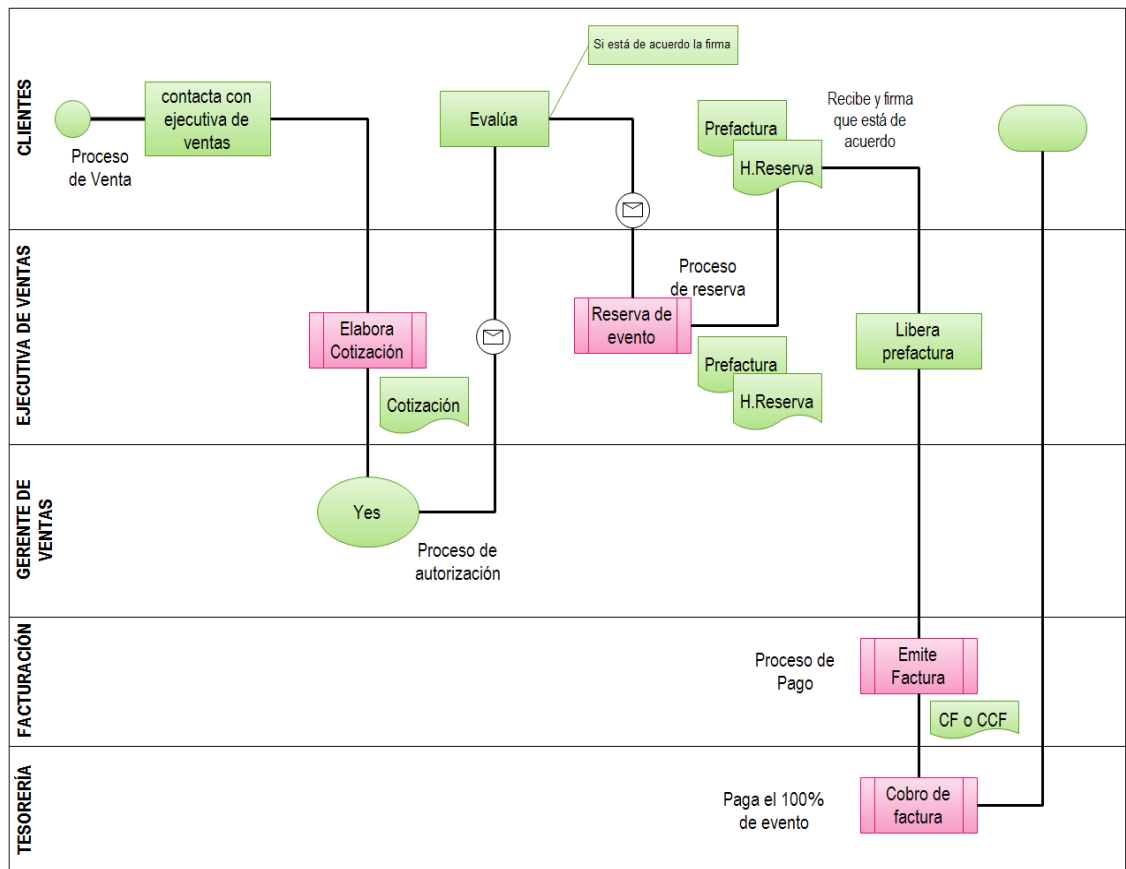 CLIENTES
Proceso
de Venta
contacta con
ejecutiva de
ventas
Evalúa
Si está de acuerdo la firma
Prefactura
H.Reserva
Recibe y firma
que está de
acuerdo
EJECUTIVA DE VENTAS
Elabora
Cotización
Cotización
Proceso
de reserva
Reserva de
evento
Prefactura
H.Reserva
Libera
prefactura
GERENTE DE
VENTAS
Yes
Proceso de
autorización
FACTURACIÓN
Proceso de
Pago
Emite
Factura
CF o CCF
TESORERÍA
Paga el 100%
de evento
Cobro de
factura